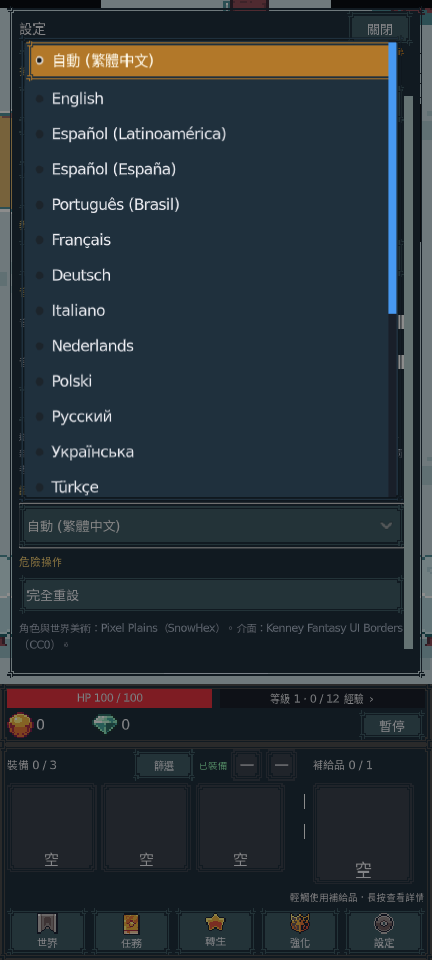 設定
關閉
自動 (繁體中文)
English
Español (Latinoamérica)
Español (España)
Português (Brasil)
Français
Deutsch
Italiano
Nederlands
Polski
Русский
Українська
Türkçe
自動 (繁體中文)
危險操作
完全重設
角色與世界美術：Pixel Plains（SnowHex）。介面：Kenney Fantasy UI Borders
（CC0）。
HP 100 / 100
等級 1 · 0 / 12 經驗 ›
0
0
暫停
裝備 0 / 3
篩選
已裝備
—
—
補給品 0 / 1
空
空
空
空
輕觸使用補給品，長按查看詳情
世界
任務
轉生
強化
設定